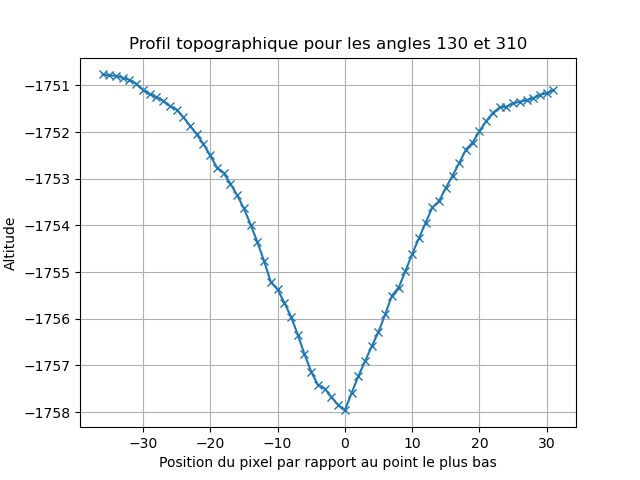 Profil topographique pour les angles 130 et 310
Altitude
−1751
−1752
−1753
−1754
−1755
−1756
−1757
−1758
−30 −20 −10 0 10 20 30
Position du pixel par rapport au point le plus bas